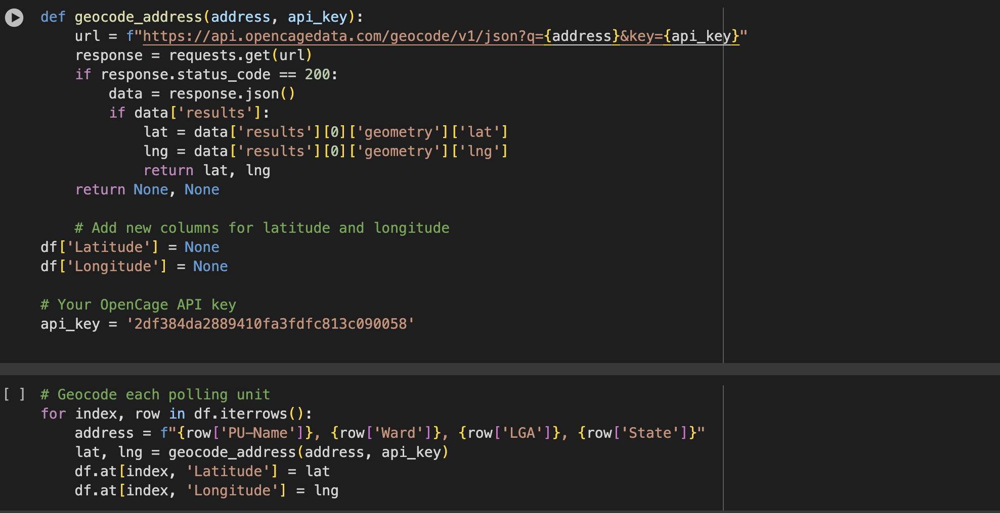 def geocode_address(address, api_key):
    url = f"https://api.opencagedata.com/geocode/v1/json?q={address}&key={api_key}"
    response = requests.get(url)
    if response.status_code == 200:
        data = response.json()
        if data['results']:
            lat = data['results'][0]['geometry']['lat']
            lng = data['results'][0]['geometry']['lng']
            return lat, lng
    return None, None

    # Add new columns for latitude and longitude
df['Latitude'] = None
df['Longitude'] = None

# Your OpenCage API key
api_key = '2df384da2889410fa3fdfc813c090058'

[ ] # Geocode each polling unit
for index, row in df.iterrows():
    address = f"{row['PU-Name']}, {row['Ward']}, {row['LGA']}, {row['State']}"
    lat, lng = geocode_address(address, api_key)
    df.at[index, 'Latitude'] = lat
    df.at[index, 'Longitude'] = lng